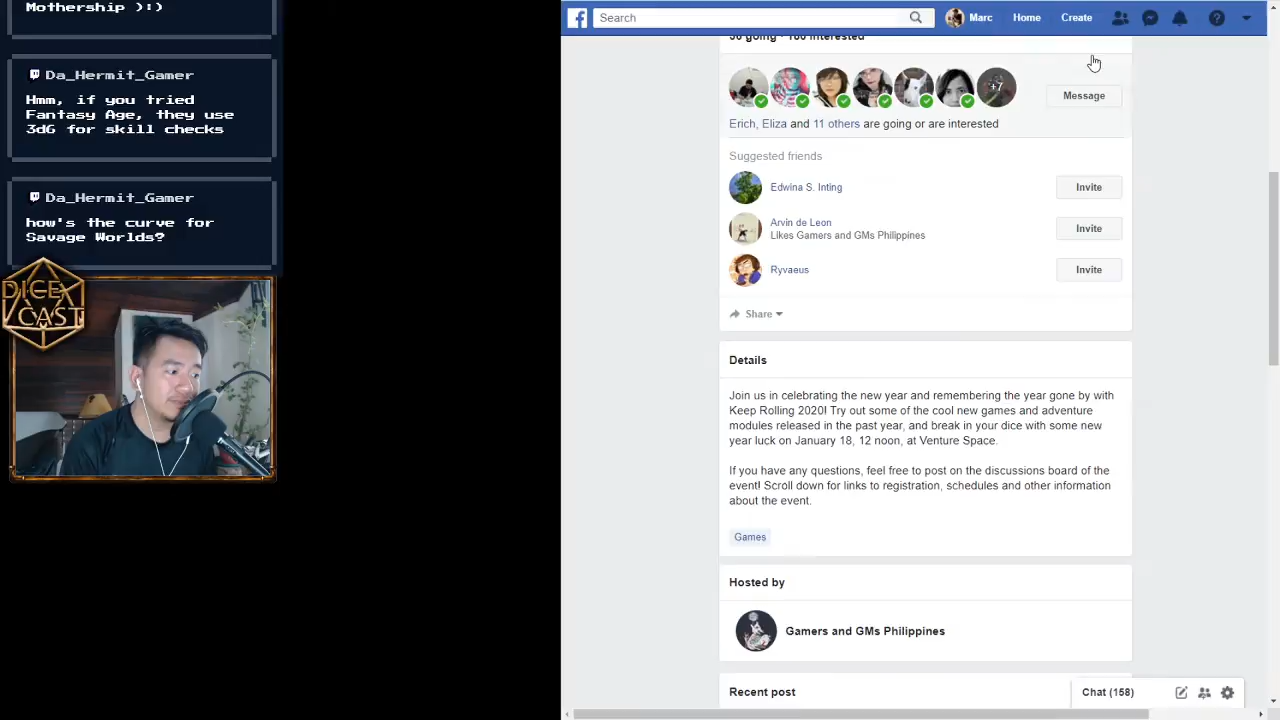 Mothership ):)
Da_Hermit_Gamer
Hmm, if you tried
Fantasy Age, they use
3d6 for skill checks
Da_Hermit_Gamer
how's the curve for
Savage Worlds?
DICE
CAST
Search
Marc
Home
Create
+7
Message
Erich, Eliza and 11 others are going or are interested
Suggested friends
Edwina S. Inting
Invite
Arvin de Leon
Likes Gamers and GMs Philippines
Invite
Ryvaeus
Invite
Share
Details
Join us in celebrating the new year and remembering the year gone by with
Keep Rolling 2020! Try out some of the cool new games and adventure
modules released in the past year, and break in your dice with some new
year luck on January 18, 12 noon, at Venture Space.
If you have any questions, feel free to post on the discussions board of the
event! Scroll down for links to registration, schedules and other information
about the event.
Games
Hosted by
Gamers and GMs Philippines
Recent post
Chat (158)